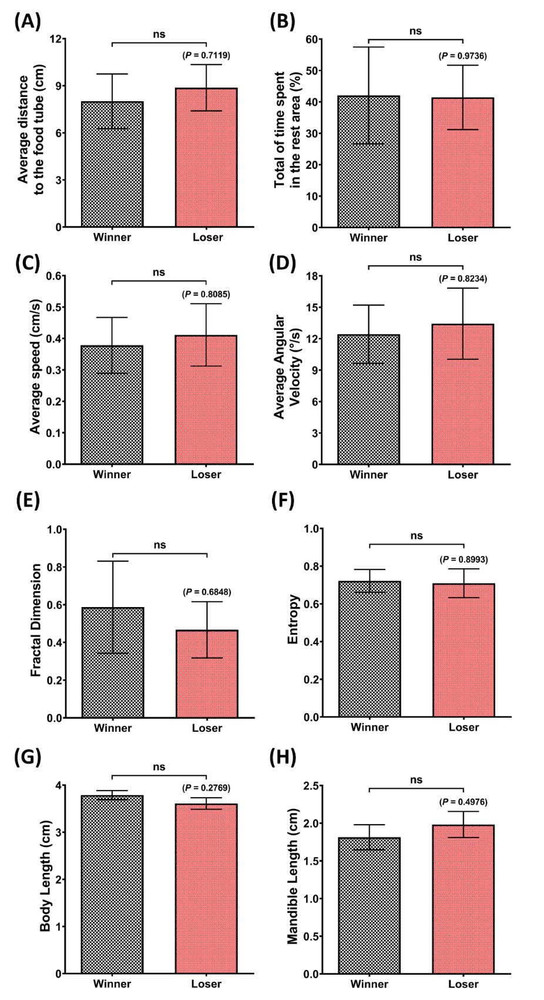 (A)
Average distance
to the food tube (cm)
12
9
6
3
0
ns
(P = 0.7119)
Winner
Loser
(B)
Total of time spent
in the rest area (%)
60
50
40
30
20
10
0
ns
(P = 0.9736)
Winner
Loser
(C)
Average speed (cm/s)
0.6
0.5
0.4
0.3
0.2
0.1
0.0
ns
(P = 0.8085)
Winner
Loser
(D)
Average Angular
Velocity (°/s)
18
15
12
9
6
3
0
ns
(P = 0.8234)
Winner
Loser
(E)
Fractal Dimension
1.0
0.8
0.6
0.4
0.2
0.0
ns
(P = 0.6848)
Winner
Loser
(F)
Entropy
1.0
0.8
0.6
0.4
0.2
0.0
ns
(P = 0.8993)
Winner
Loser
(G)
Body Length (cm)
4
3
2
1
0
ns
(P = 0.2769)
Winner
Loser
(H)
Mandible Length (cm)
2.5
2.0
1.5
1.0
0.5
0.0
ns
(P = 0.4976)
Winner
Loser